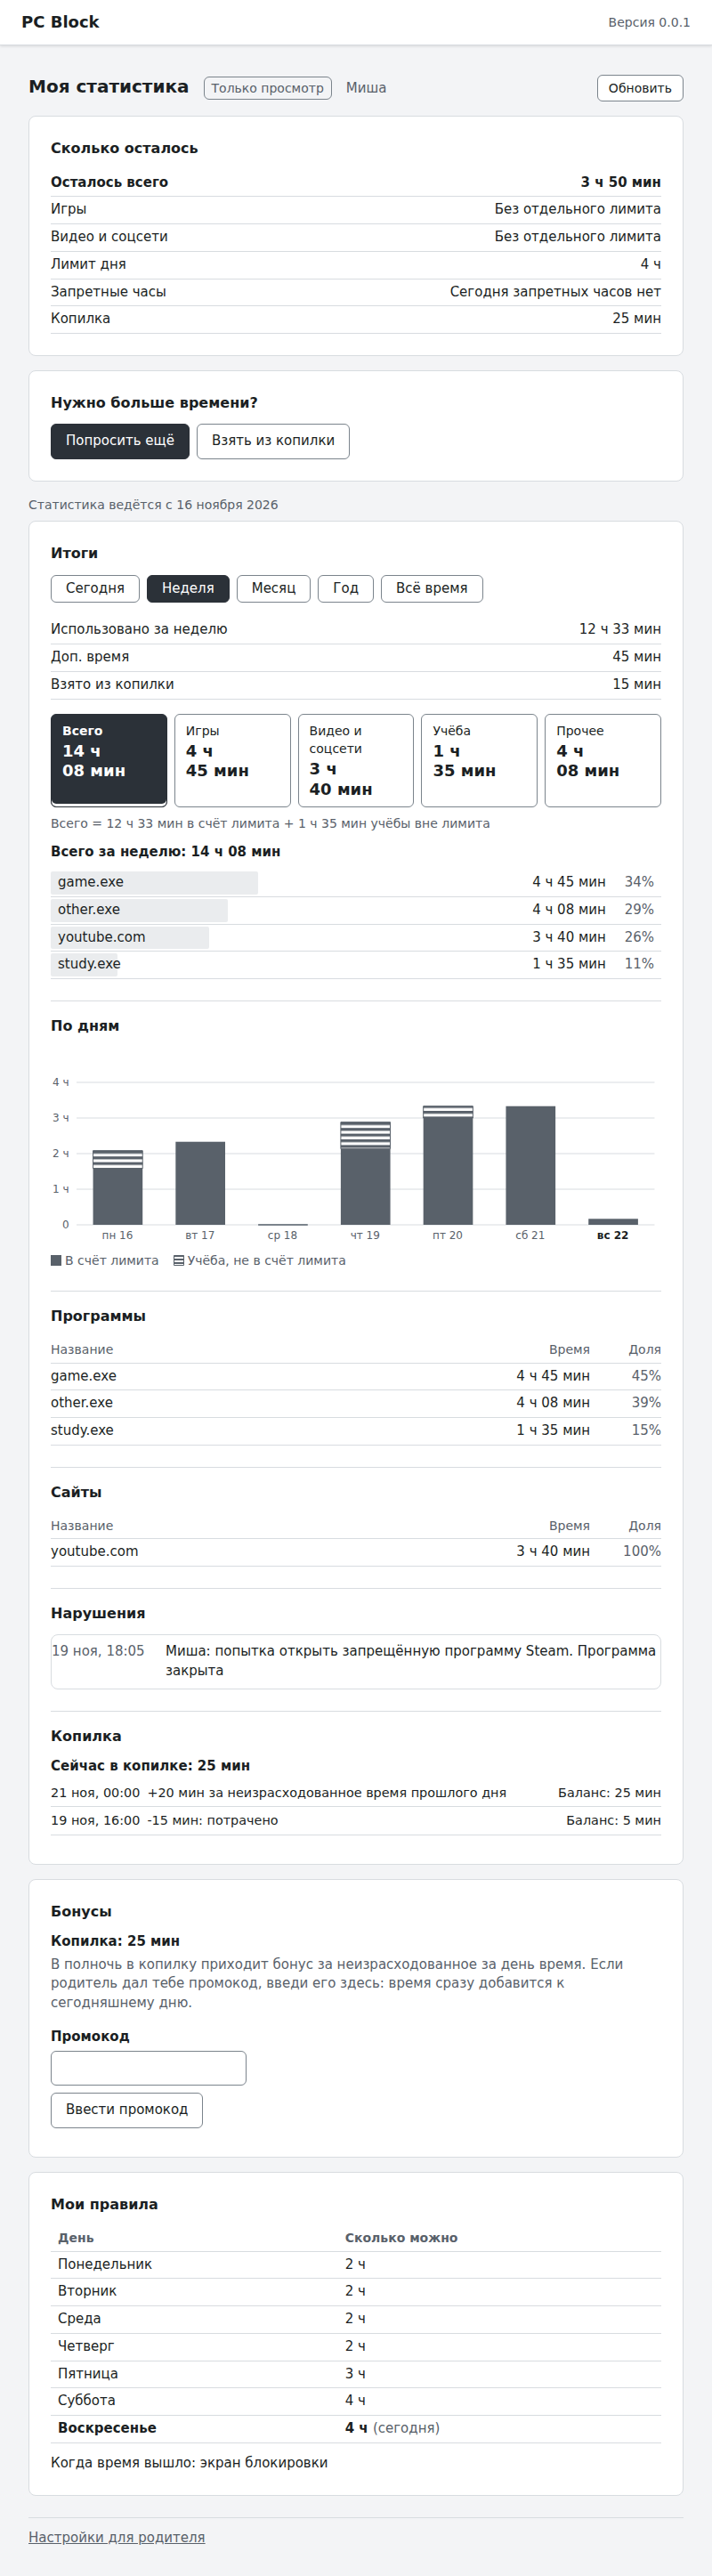 PC Block
Версия 0.0.1
Моя статистика
Только просмотр
Миша
Обновить
Сколько осталось
Осталось всего 3 ч 50 мин
Игры Без отдельного лимита
Видео и соцсети Без отдельного лимита
Лимит дня 4 ч
Запретные часы Сегодня запретных часов нет
Копилка 25 мин
Нужно больше времени?
Попросить ещё
Взять из копилки
Статистика ведётся с 16 ноября 2026
Итоги
Сегодня Неделя Месяц Год Всё время
Использовано за неделю 12 ч 33 мин
Доп. время 45 мин
Взято из копилки 15 мин
Всего
14 ч
08 мин
Игры
4 ч
45 мин
Видео и
соцсети
3 ч
40 мин
Учёба
1 ч
35 мин
Прочее
4 ч
08 мин
Всего = 12 ч 33 мин в счёт лимита + 1 ч 35 мин учёбы вне лимита
Всего за неделю: 14 ч 08 мин
game.exe 4 ч 45 мин 34%
other.exe 4 ч 08 мин 29%
youtube.com 3 ч 40 мин 26%
study.exe 1 ч 35 мин 11%
По дням
4 ч
3 ч
2 ч
1 ч
0
пн 16 вт 17 ср 18 чт 19 пт 20 сб 21 вс 22
В счёт лимита Учёба, не в счёт лимита
Программы
Название Время Доля
game.exe 4 ч 45 мин 45%
other.exe 4 ч 08 мин 39%
study.exe 1 ч 35 мин 15%
Сайты
Название Время Доля
youtube.com 3 ч 40 мин 100%
Нарушения
19 ноя, 18:05 Миша: попытка открыть запрещённую программу Steam. Программа
закрыта
Копилка
Сейчас в копилке: 25 мин
21 ноя, 00:00 +20 мин за неизрасходованное время прошлого дня Баланс: 25 мин
19 ноя, 16:00 -15 мин: потрачено Баланс: 5 мин
Бонусы
Копилка: 25 мин
В полночь в копилку приходит бонус за неизрасходованное за день время. Если
родитель дал тебе промокод, введи его здесь: время сразу добавится к
сегодняшнему дню.
Промокод
Ввести промокод
Мои правила
День Сколько можно
Понедельник 2 ч
Вторник 2 ч
Среда 2 ч
Четверг 2 ч
Пятница 3 ч
Суббота 4 ч
Воскресенье 4 ч (сегодня)
Когда время вышло: экран блокировки
Настройки для родителя